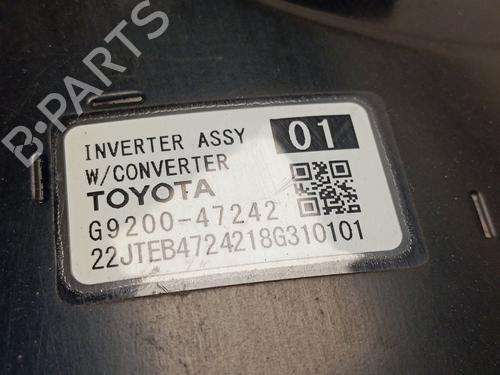 B-PARTS
INVERTER ASSY 01
W/CONVERTER
TOYOTA
G9200-47242
22JTEB4724218G310101